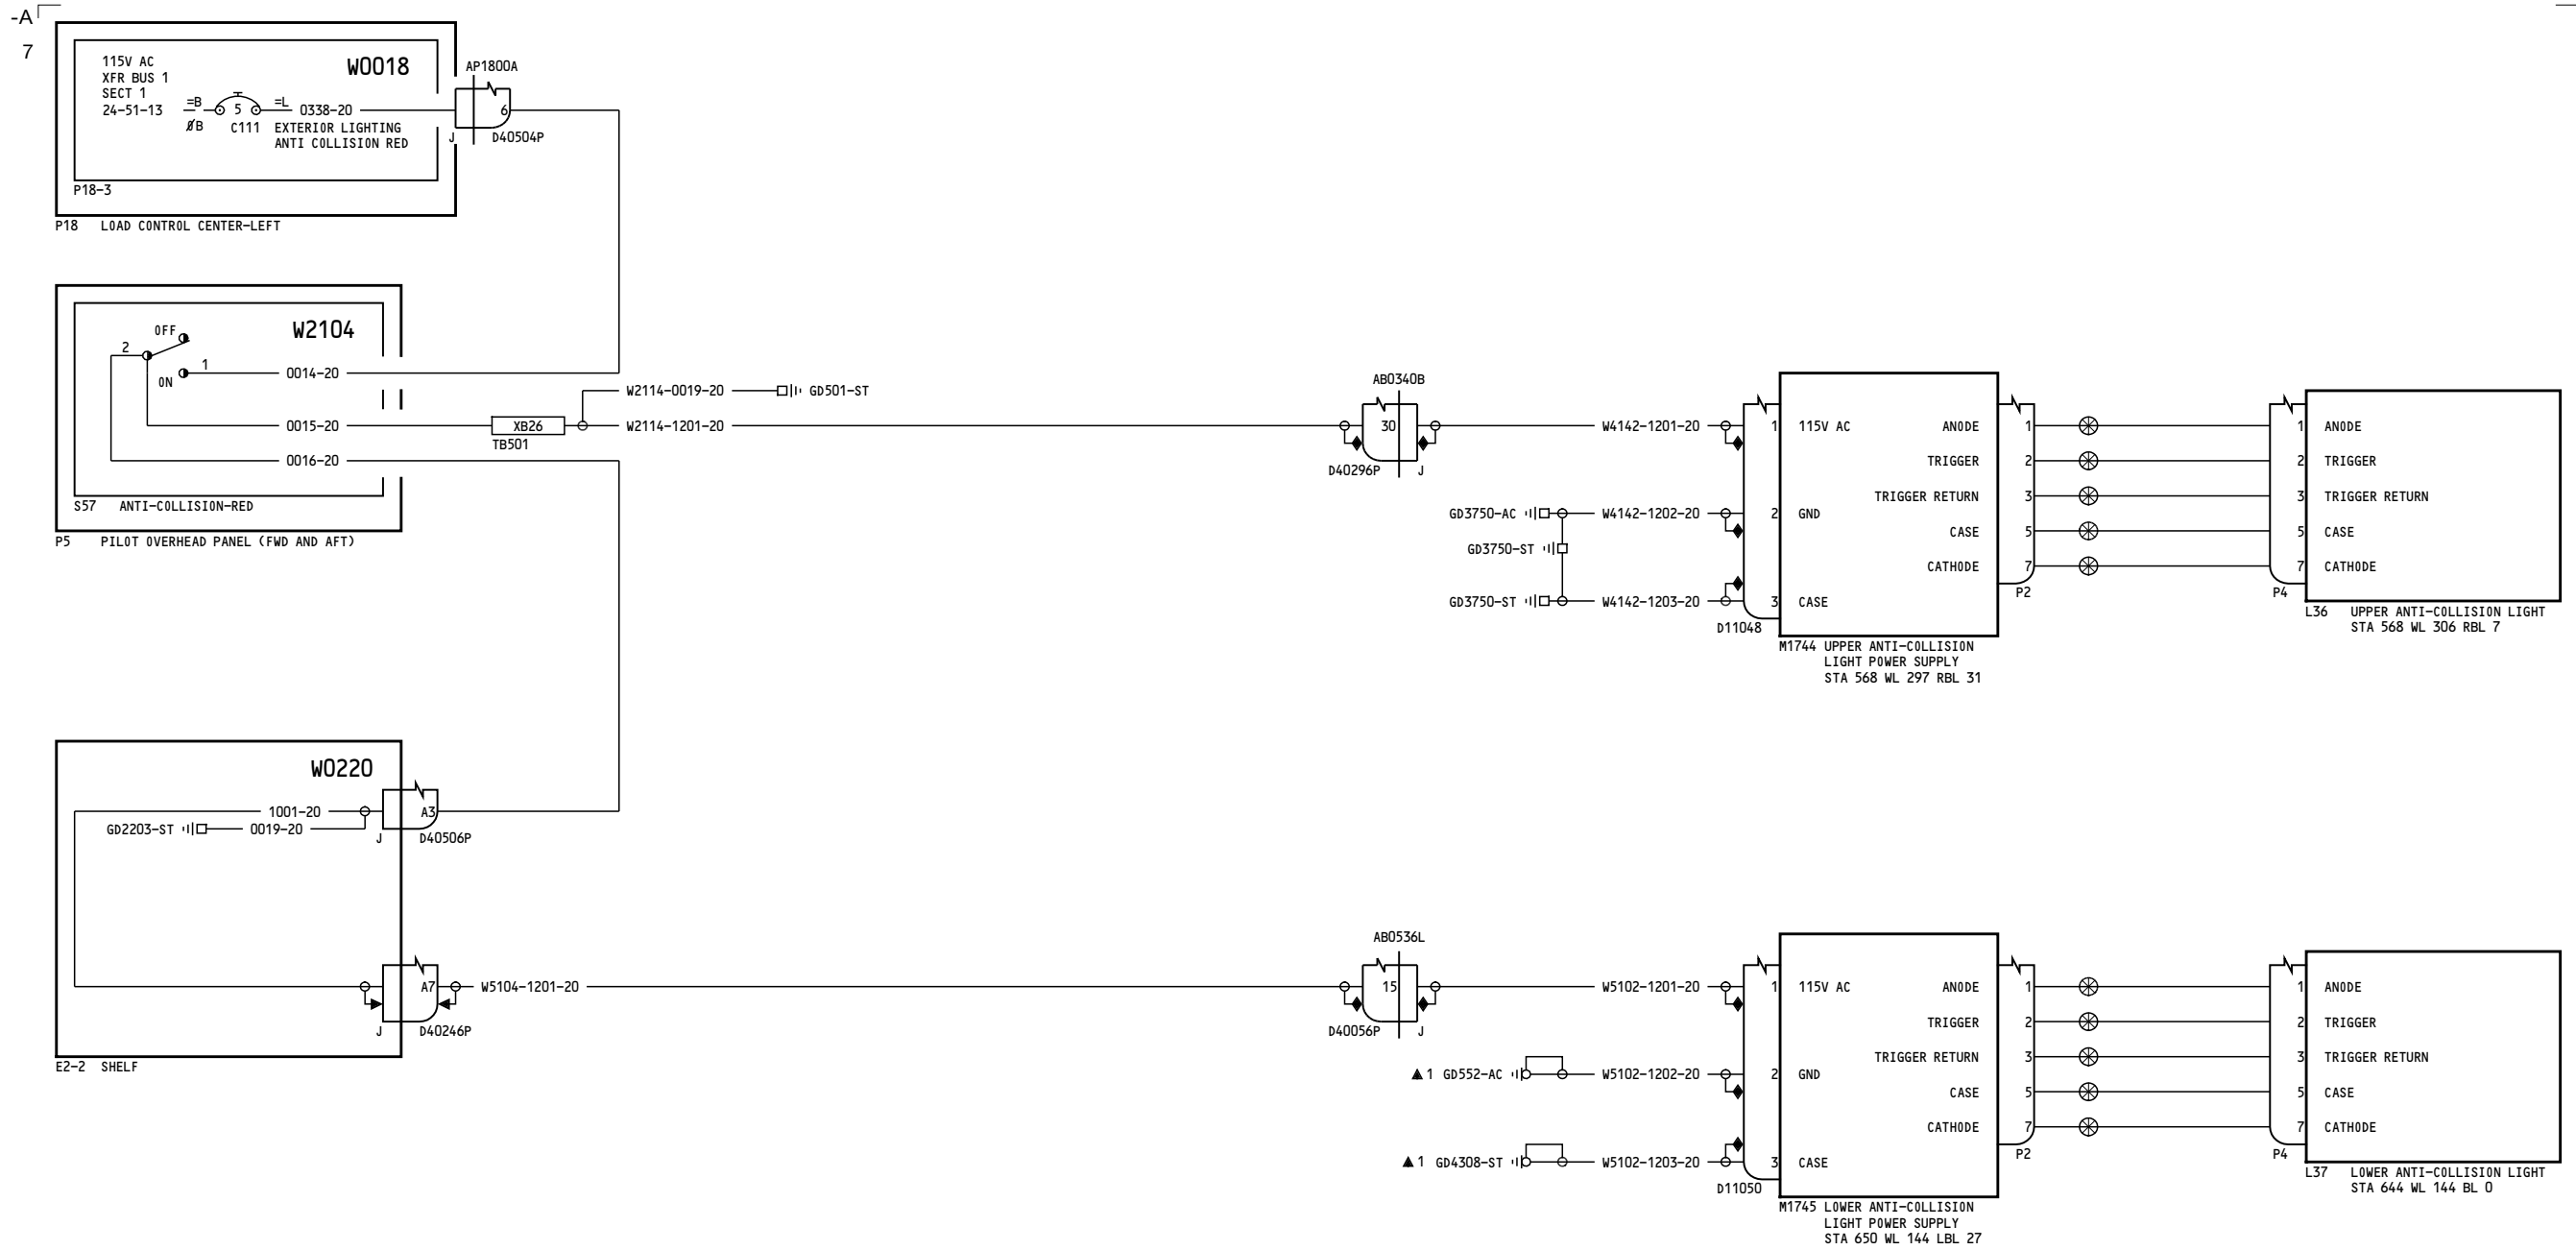 -A
7
115V AC
XFR BUS 1
SECT 1
24-51-13
=B
ØB
5
C111
=L
0338-20
EXTERIOR LIGHTING
ANTI COLLISION RED
W0018
P18-3
P18 LOAD CONTROL CENTER-LEFT
AP1800A
6
J
D40504P
W2104
OFF
2
ON
1
0014-20
0015-20
0016-20
S57 ANTI-COLLISION-RED
P5 PILOT OVERHEAD PANEL (FWD AND AFT)
XB26
TB501
W2114-0019-20
GD501-ST
W2114-1201-20
AB0340B
30
D40296P
J
W4142-1201-20
GD3750-AC
W4142-1202-20
GD3750-ST
GD3750-ST
W4142-1203-20
D11048
1 115V AC
2 GND
3 CASE
ANODE 1
TRIGGER 2
TRIGGER RETURN 3
CASE 5
CATHODE 7
P2
M1744 UPPER ANTI-COLLISION
LIGHT POWER SUPPLY
STA 568 WL 297 RBL 31
1 ANODE
2 TRIGGER
3 TRIGGER RETURN
5 CASE
7 CATHODE
P4
L36 UPPER ANTI-COLLISION LIGHT
STA 568 WL 306 RBL 7
W0220
1001-20
GD2203-ST
0019-20
A3
J
D40506P
A7
J
D40246P
E2-2 SHELF
W5104-1201-20
AB0536L
15
D40056P
J
W5102-1201-20
▲ 1 GD552-AC
W5102-1202-20
▲ 1 GD4308-ST
W5102-1203-20
D11050
1 115V AC
2 GND
3 CASE
ANODE 1
TRIGGER 2
TRIGGER RETURN 3
CASE 5
CATHODE 7
P2
M1745 LOWER ANTI-COLLISION
LIGHT POWER SUPPLY
STA 650 WL 144 LBL 27
1 ANODE
2 TRIGGER
3 TRIGGER RETURN
5 CASE
7 CATHODE
P4
L37 LOWER ANTI-COLLISION LIGHT
STA 644 WL 144 BL 0